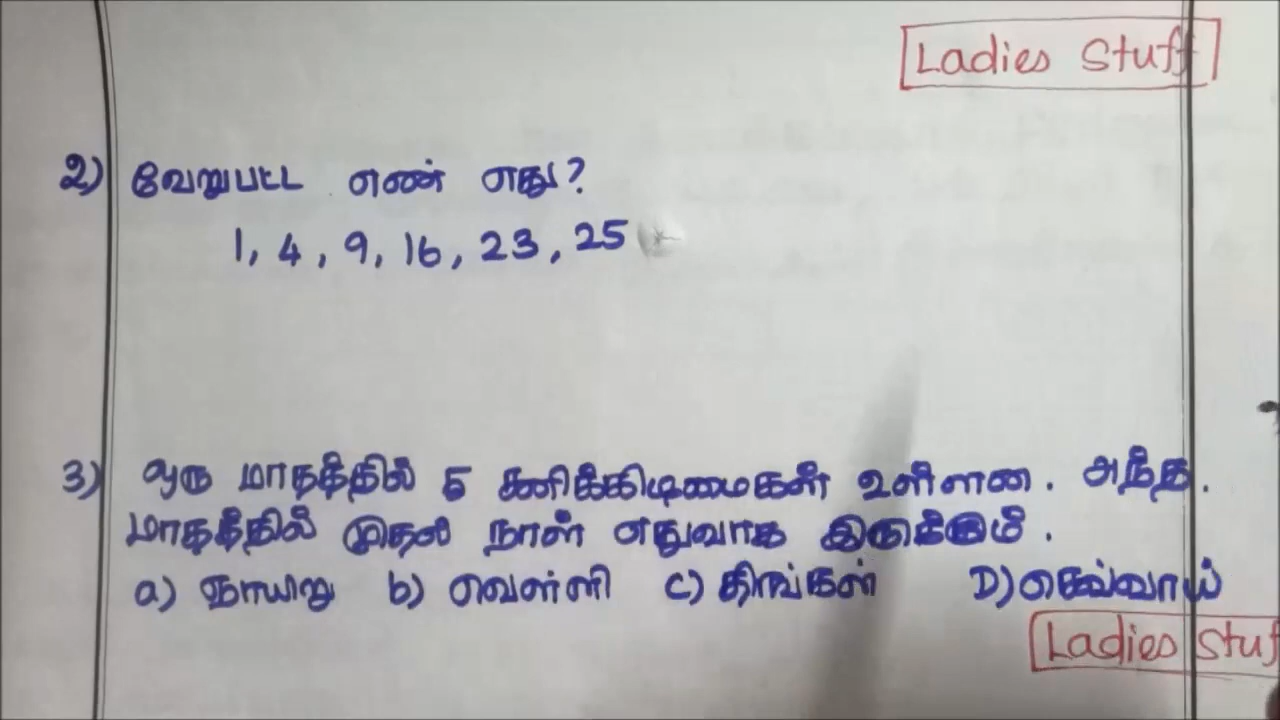 Ladies Stuff
2) வேறுபட்ட எண் எது?
1, 4, 9, 16, 23, 25
3) ஒரு மாதத்தில் 5 சனிக்கிழமைகள் உள்ளன. அந்த.
மாதத்தில் முதல் நாள் எதுவாக இருக்கும்.
a) ஞாயிறு b) வெள்ளி c) திங்கள் D) செவ்வாய்
Ladies Stuf